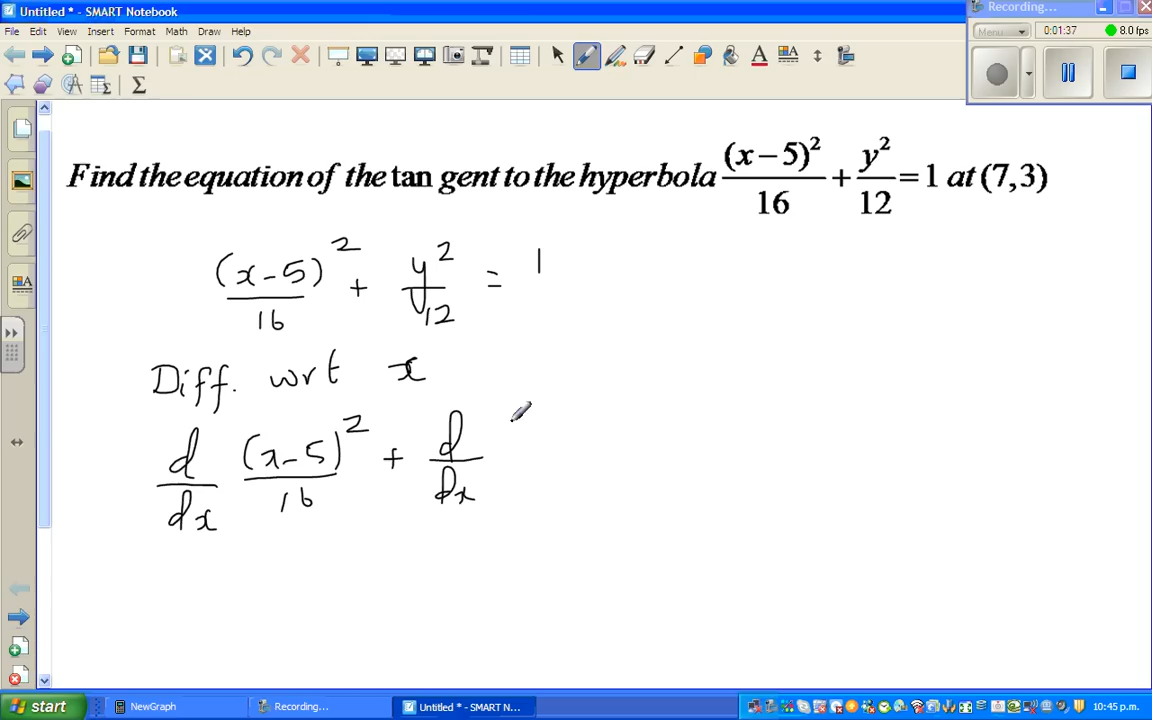 Untitled * - SMART Notebook
Recording...
File Edit View Insert Format Math Draw Help
Menu 0:01:37 8.0 fps
Find the equation of the tan gent to the hyperbola (x-5)²/16 + y²/12 = 1 at (7,3)
(x-5)²/16 + y²/12 = 1
Diff. wrt x
d/dx (x-5)²/16 + d/dx
start NewGraph Recording... Untitled * - SMART N... 10:45 p.m.